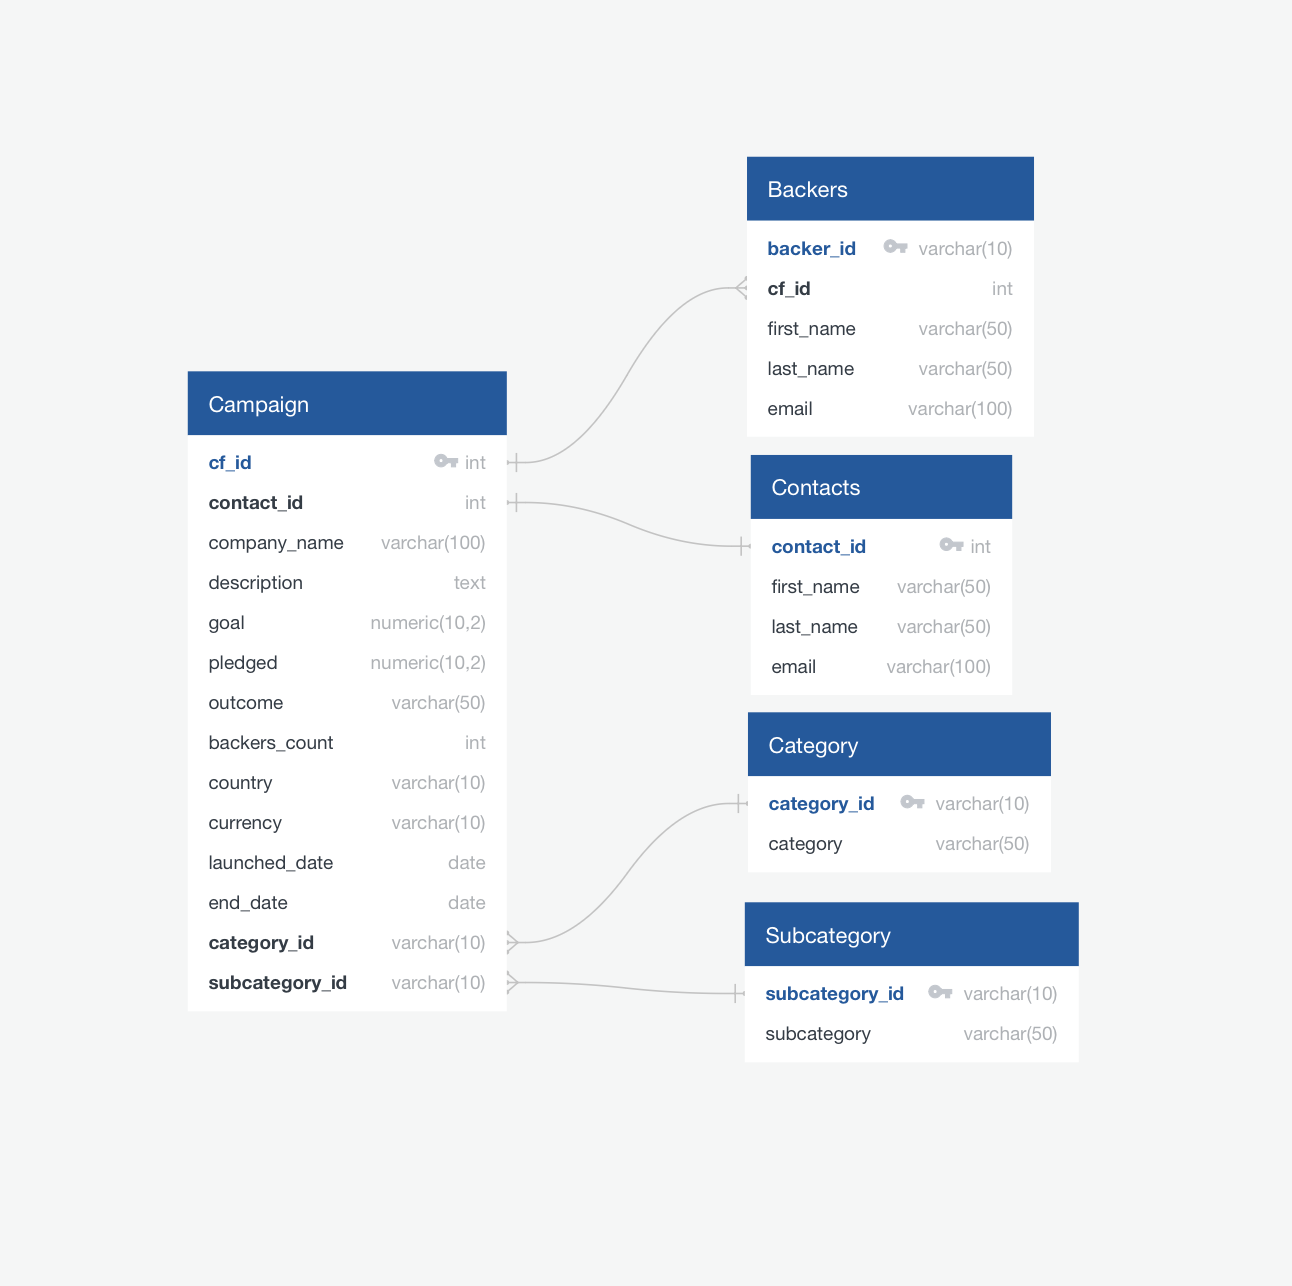 Campaign
cf_id int
contact_id int
company_name varchar(100)
description text
goal numeric(10,2)
pledged numeric(10,2)
outcome varchar(50)
backers_count int
country varchar(10)
currency varchar(10)
launched_date date
end_date date
category_id varchar(10)
subcategory_id varchar(10)
Backers
backer_id varchar(10)
cf_id int
first_name varchar(50)
last_name varchar(50)
email varchar(100)
Contacts
contact_id int
first_name varchar(50)
last_name varchar(50)
email varchar(100)
Category
category_id varchar(10)
category varchar(50)
Subcategory
subcategory_id varchar(10)
subcategory varchar(50)